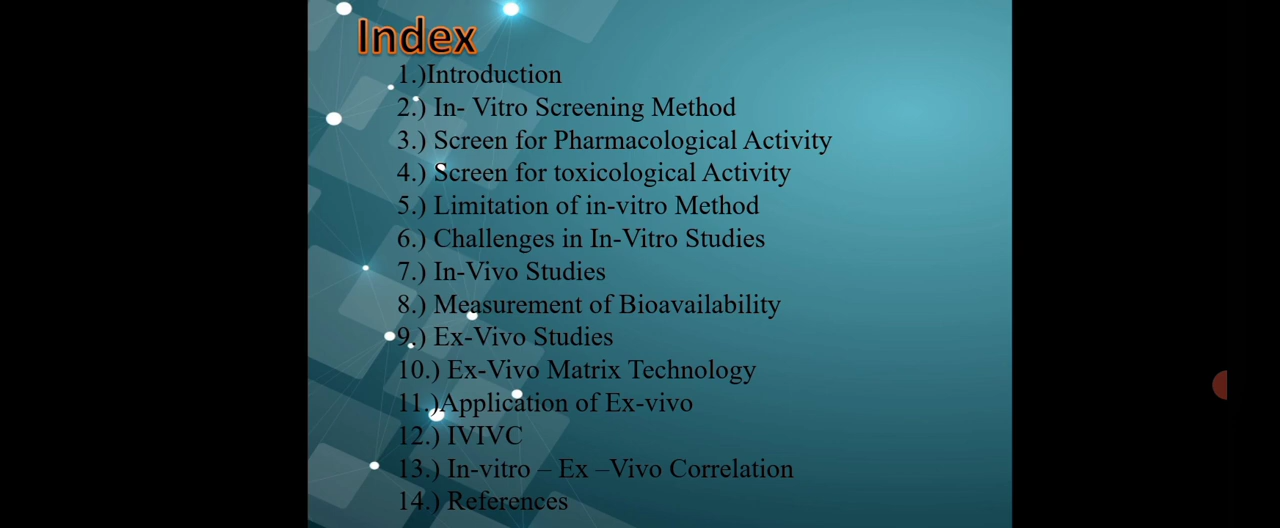 Index
1.)Introduction
2.) In- Vitro Screening Method
3.) Screen for Pharmacological Activity
4.) Screen for toxicological Activity
5.) Limitation of in-vitro Method
6.) Challenges in In-Vitro Studies
7.) In-Vivo Studies
8.) Measurement of Bioavailability
9.) Ex-Vivo Studies
10.) Ex-Vivo Matrix Technology
11.)Application of Ex-vivo
12.) IVIVC
13.) In-vitro – Ex –Vivo Correlation
14.) References